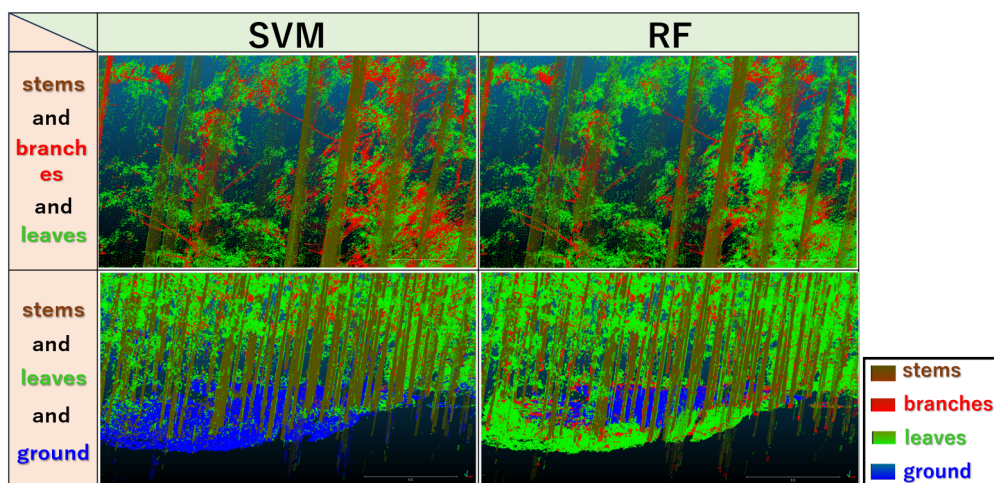 SVM
RF
stems
and
branch
es
and
leaves
stems
and
leaves
and
ground
stems
branches
leaves
ground